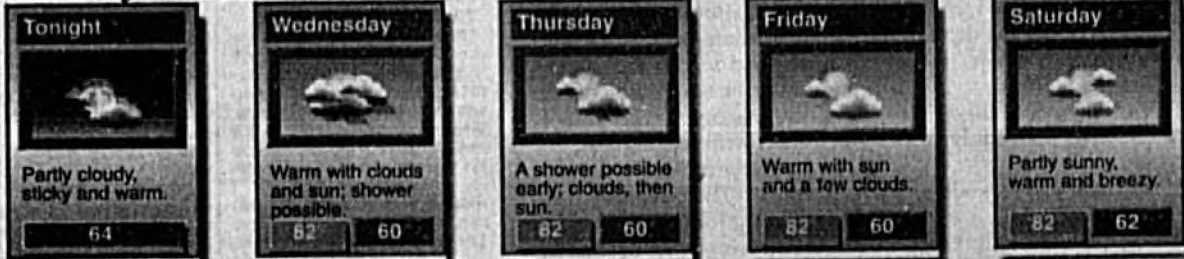 Tonight
Partly cloudy,
sticky and warm.
64
Wednesday
Warm with clouds
and sun; shower
possible.
82 60
Thursday
A shower possible
early; clouds, then
sun.
82 60
Friday
Warm with sun
and a few clouds.
82 60
Saturday
Partly sunny,
warm and breezy.
82 62